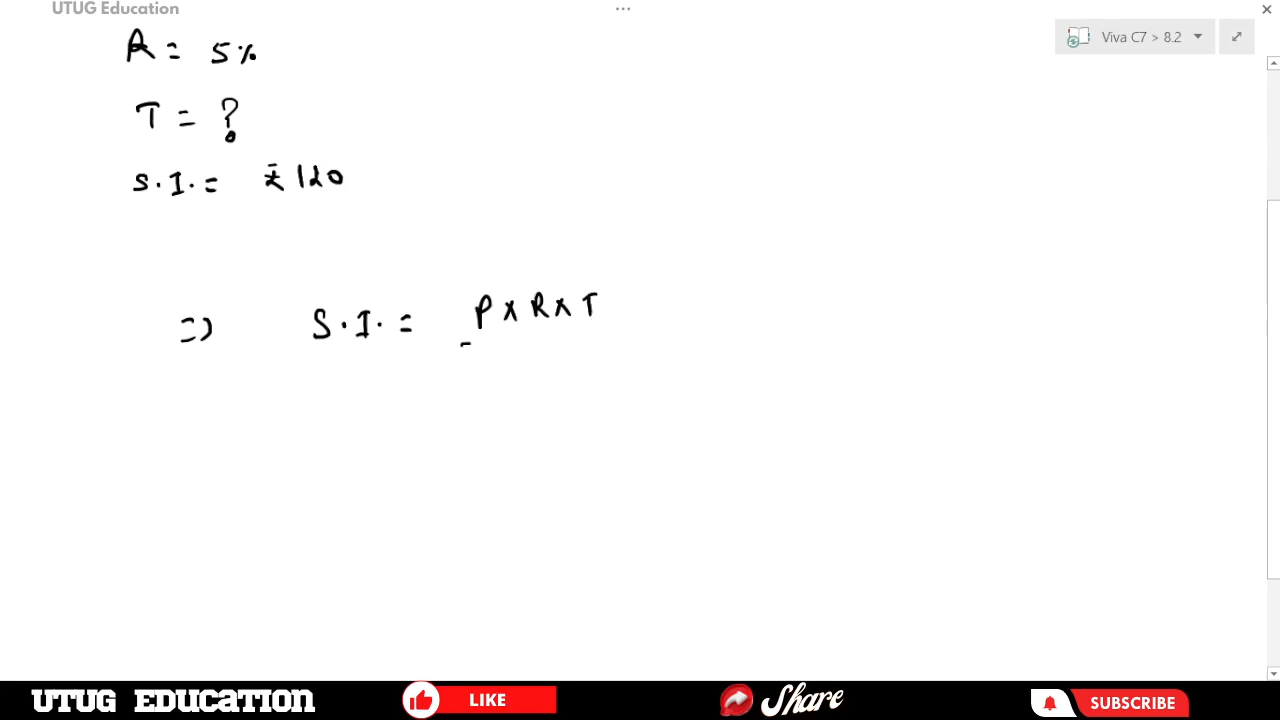 UTUG Education
Viva C7 > 8.2
R = 5%
T = ?
S.I. = ₹ 120
=> S.I. = P x R x T
UTUG EDUCATION
LIKE
Share
SUBSCRIBE